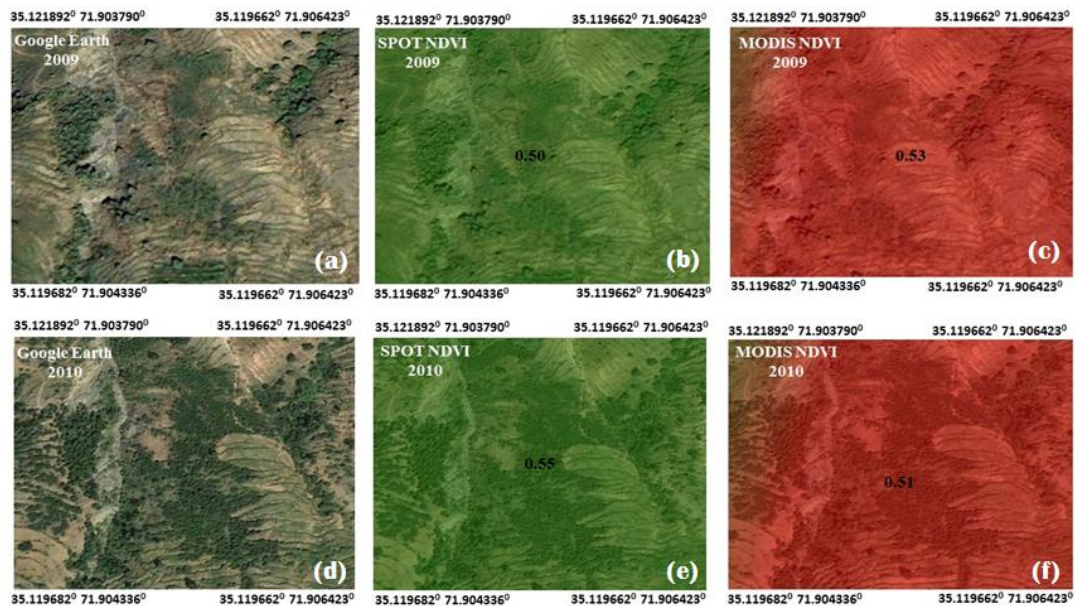 35.121892⁰ 71.903790⁰ 35.119662⁰ 71.906423⁰ 35.121892⁰ 71.903790⁰ 35.119662⁰ 71.906423⁰ 35.121892⁰ 71.903790⁰ 35.119662⁰ 71.906423⁰
Google Earth
2009
(a)
SPOT NDVI
2009
0.50
(b)
MODIS NDVI
2009
0.53
(c)
35.119682⁰ 71.904336⁰ 35.119662⁰ 71.906423⁰ 35.119682⁰ 71.904336⁰ 35.119662⁰ 71.906423⁰ 35.119682⁰ 71.904336⁰ 35.119662⁰ 71.906423⁰
35.121892⁰ 71.903790⁰ 35.119662⁰ 71.906423⁰ 35.121892⁰ 71.903790⁰ 35.119662⁰ 71.906423⁰ 35.121892⁰ 71.903790⁰ 35.119662⁰ 71.906423⁰
Google Earth
2010
(d)
SPOT NDVI
2010
0.55
(e)
MODIS NDVI
2010
0.51
(f)
35.119682⁰ 71.904336⁰ 35.119662⁰ 71.906423⁰ 35.119682⁰ 71.904336⁰ 35.119662⁰ 71.906423⁰ 35.119682⁰ 71.904336⁰ 35.119662⁰ 71.906423⁰